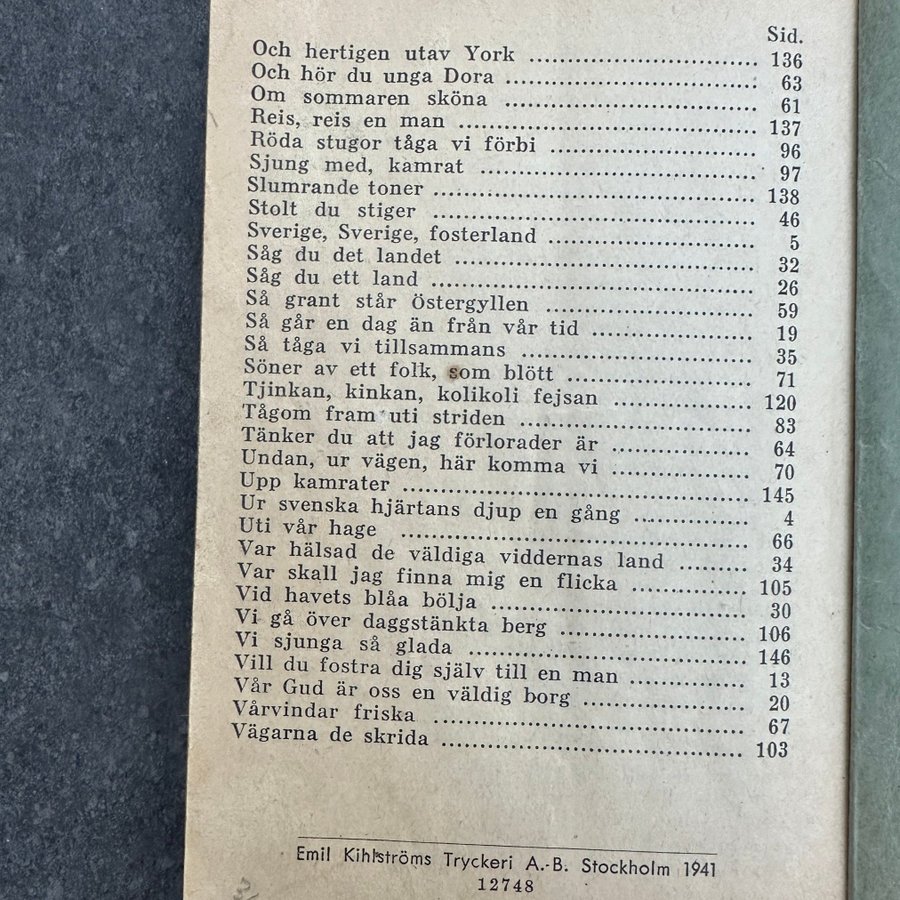 Sid.
Och hertigen utav York ........................ 136
Och hör du unga Dora ........................ 63
Om sommaren sköna ........................ 61
Reis, reis en man ........................ 137
Röda stugor tåga vi förbi ........................ 96
Sjung med, kamrat ........................ 97
Slumrande toner ........................ 138
Stolt du stiger ........................ 46
Sverige, Sverige, fosterland ........................ 5
Såg du det landet ........................ 32
Såg du ett land ........................ 26
Så grant står Östergyllen ........................ 59
Så går en dag än från vår tid ........................ 19
Så tåga vi tillsammans ........................ 35
Söner av ett folk, som blött ........................ 71
Tjinkan, kinkan, kolikoli fejsan ........................ 120
Tågom fram uti striden ........................ 83
Tänker du att jag förlorader är ........................ 64
Undan, ur vägen, här komma vi ........................ 70
Upp kamrater ........................ 145
Ur svenska hjärtans djup en gång ........................ 4
Uti vår hage ........................ 66
Var hälsad de väldiga viddernas land ........................ 34
Var skall jag finna mig en flicka ........................ 105
Vid havets blåa bölja ........................ 30
Vi gå över daggstänkta berg ........................ 106
Vi sjunga så glada ........................ 146
Vill du fostra dig själv till en man ........................ 13
Vår Gud är oss en väldig borg ........................ 20
Vårvindar friska ........................ 67
Vägarna de skrida ........................ 103
Emil Kihlströms Tryckeri A.-B. Stockholm 1941
12748